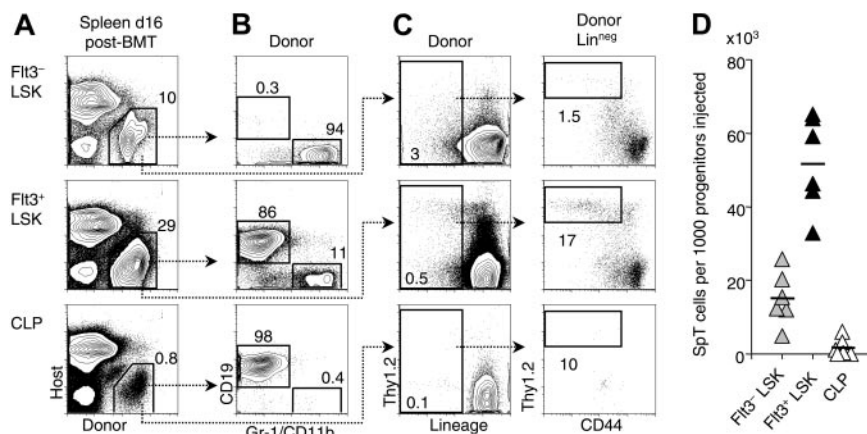 A
B
C
D
Spleen d16
post-BMT
Donor
Donor
Donor
Lin^neg
Flt3⁻
LSK
10
0.3
94
3
1.5
Flt3⁺
LSK
29
86
11
0.5
17
CLP
0.8
98
0.4
0.1
10
Host
Donor
CD19
Gr-1/CD11b
Thy1.2
Lineage
Thy1.2
CD44
SpT cells per 1000 progenitors injected
80
x10³
60
40
20
0
Flt3⁻ LSK
Flt3⁺ LSK
CLP